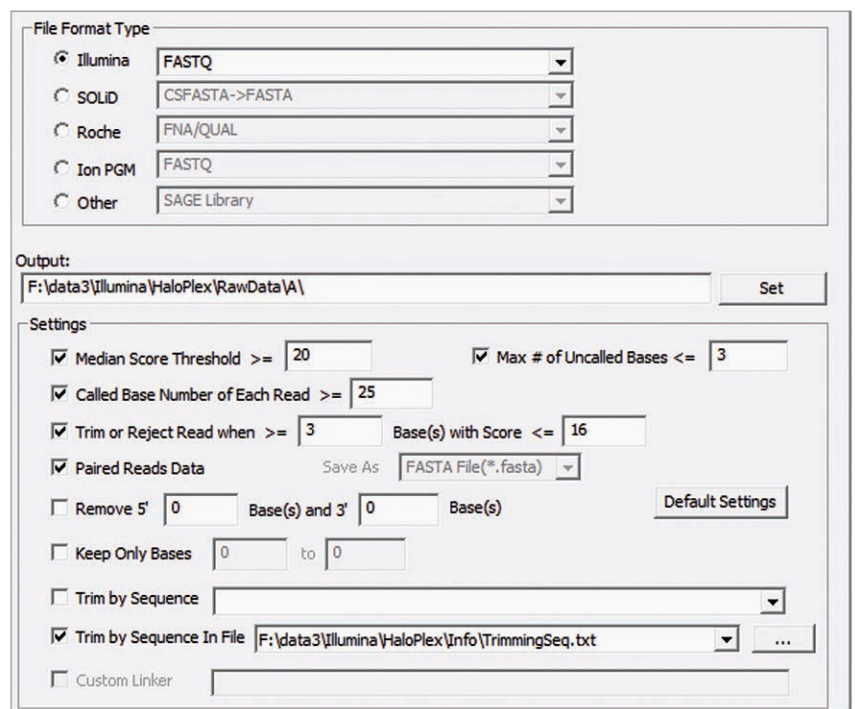 File Format Type
Illumina FASTQ
SOLiD CSFASTA->FASTA
Roche FNA/QUAL
Ion PGM FASTQ
Other SAGE Library
Output:
F:\data3\Illumina\HaloPlex\RawData\A\ Set
Settings
Median Score Threshold >= 20 Max # of Uncalled Bases <= 3
Called Base Number of Each Read >= 25
Trim or Reject Read when >= 3 Base(s) with Score <= 16
Paired Reads Data Save As FASTA File(*.fasta)
Remove 5' 0 Base(s) and 3' 0 Base(s) Default Settings
Keep Only Bases 0 to 0
Trim by Sequence
Trim by Sequence In File F:\data3\Illumina\HaloPlex\Info\TrimmingSeq.txt ...
Custom Linker